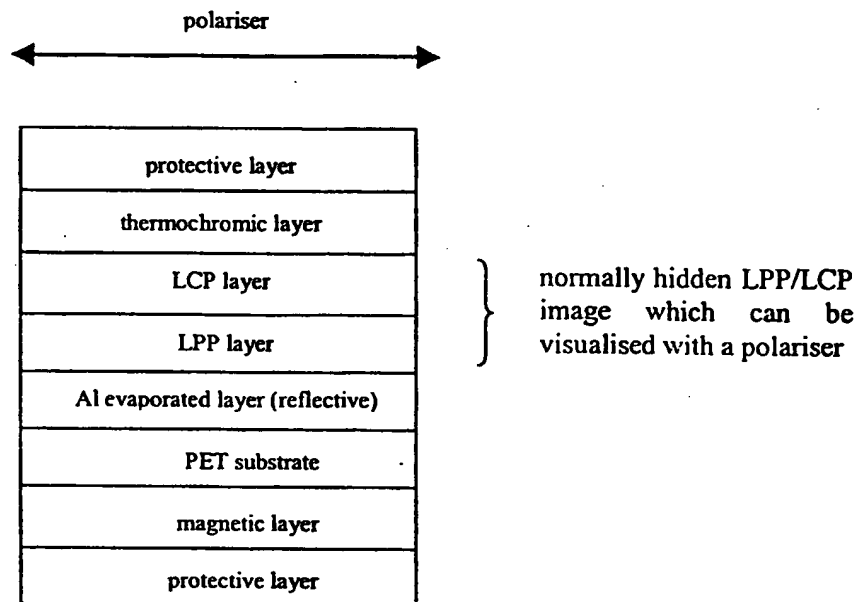 polariser
protective layer
thermochromic layer
LCP layer
LPP layer
Al evaporated layer (reflective)
PET substrate
magnetic layer
protective layer
normally hidden LPP/LCP
image which can be
visualised with a polariser